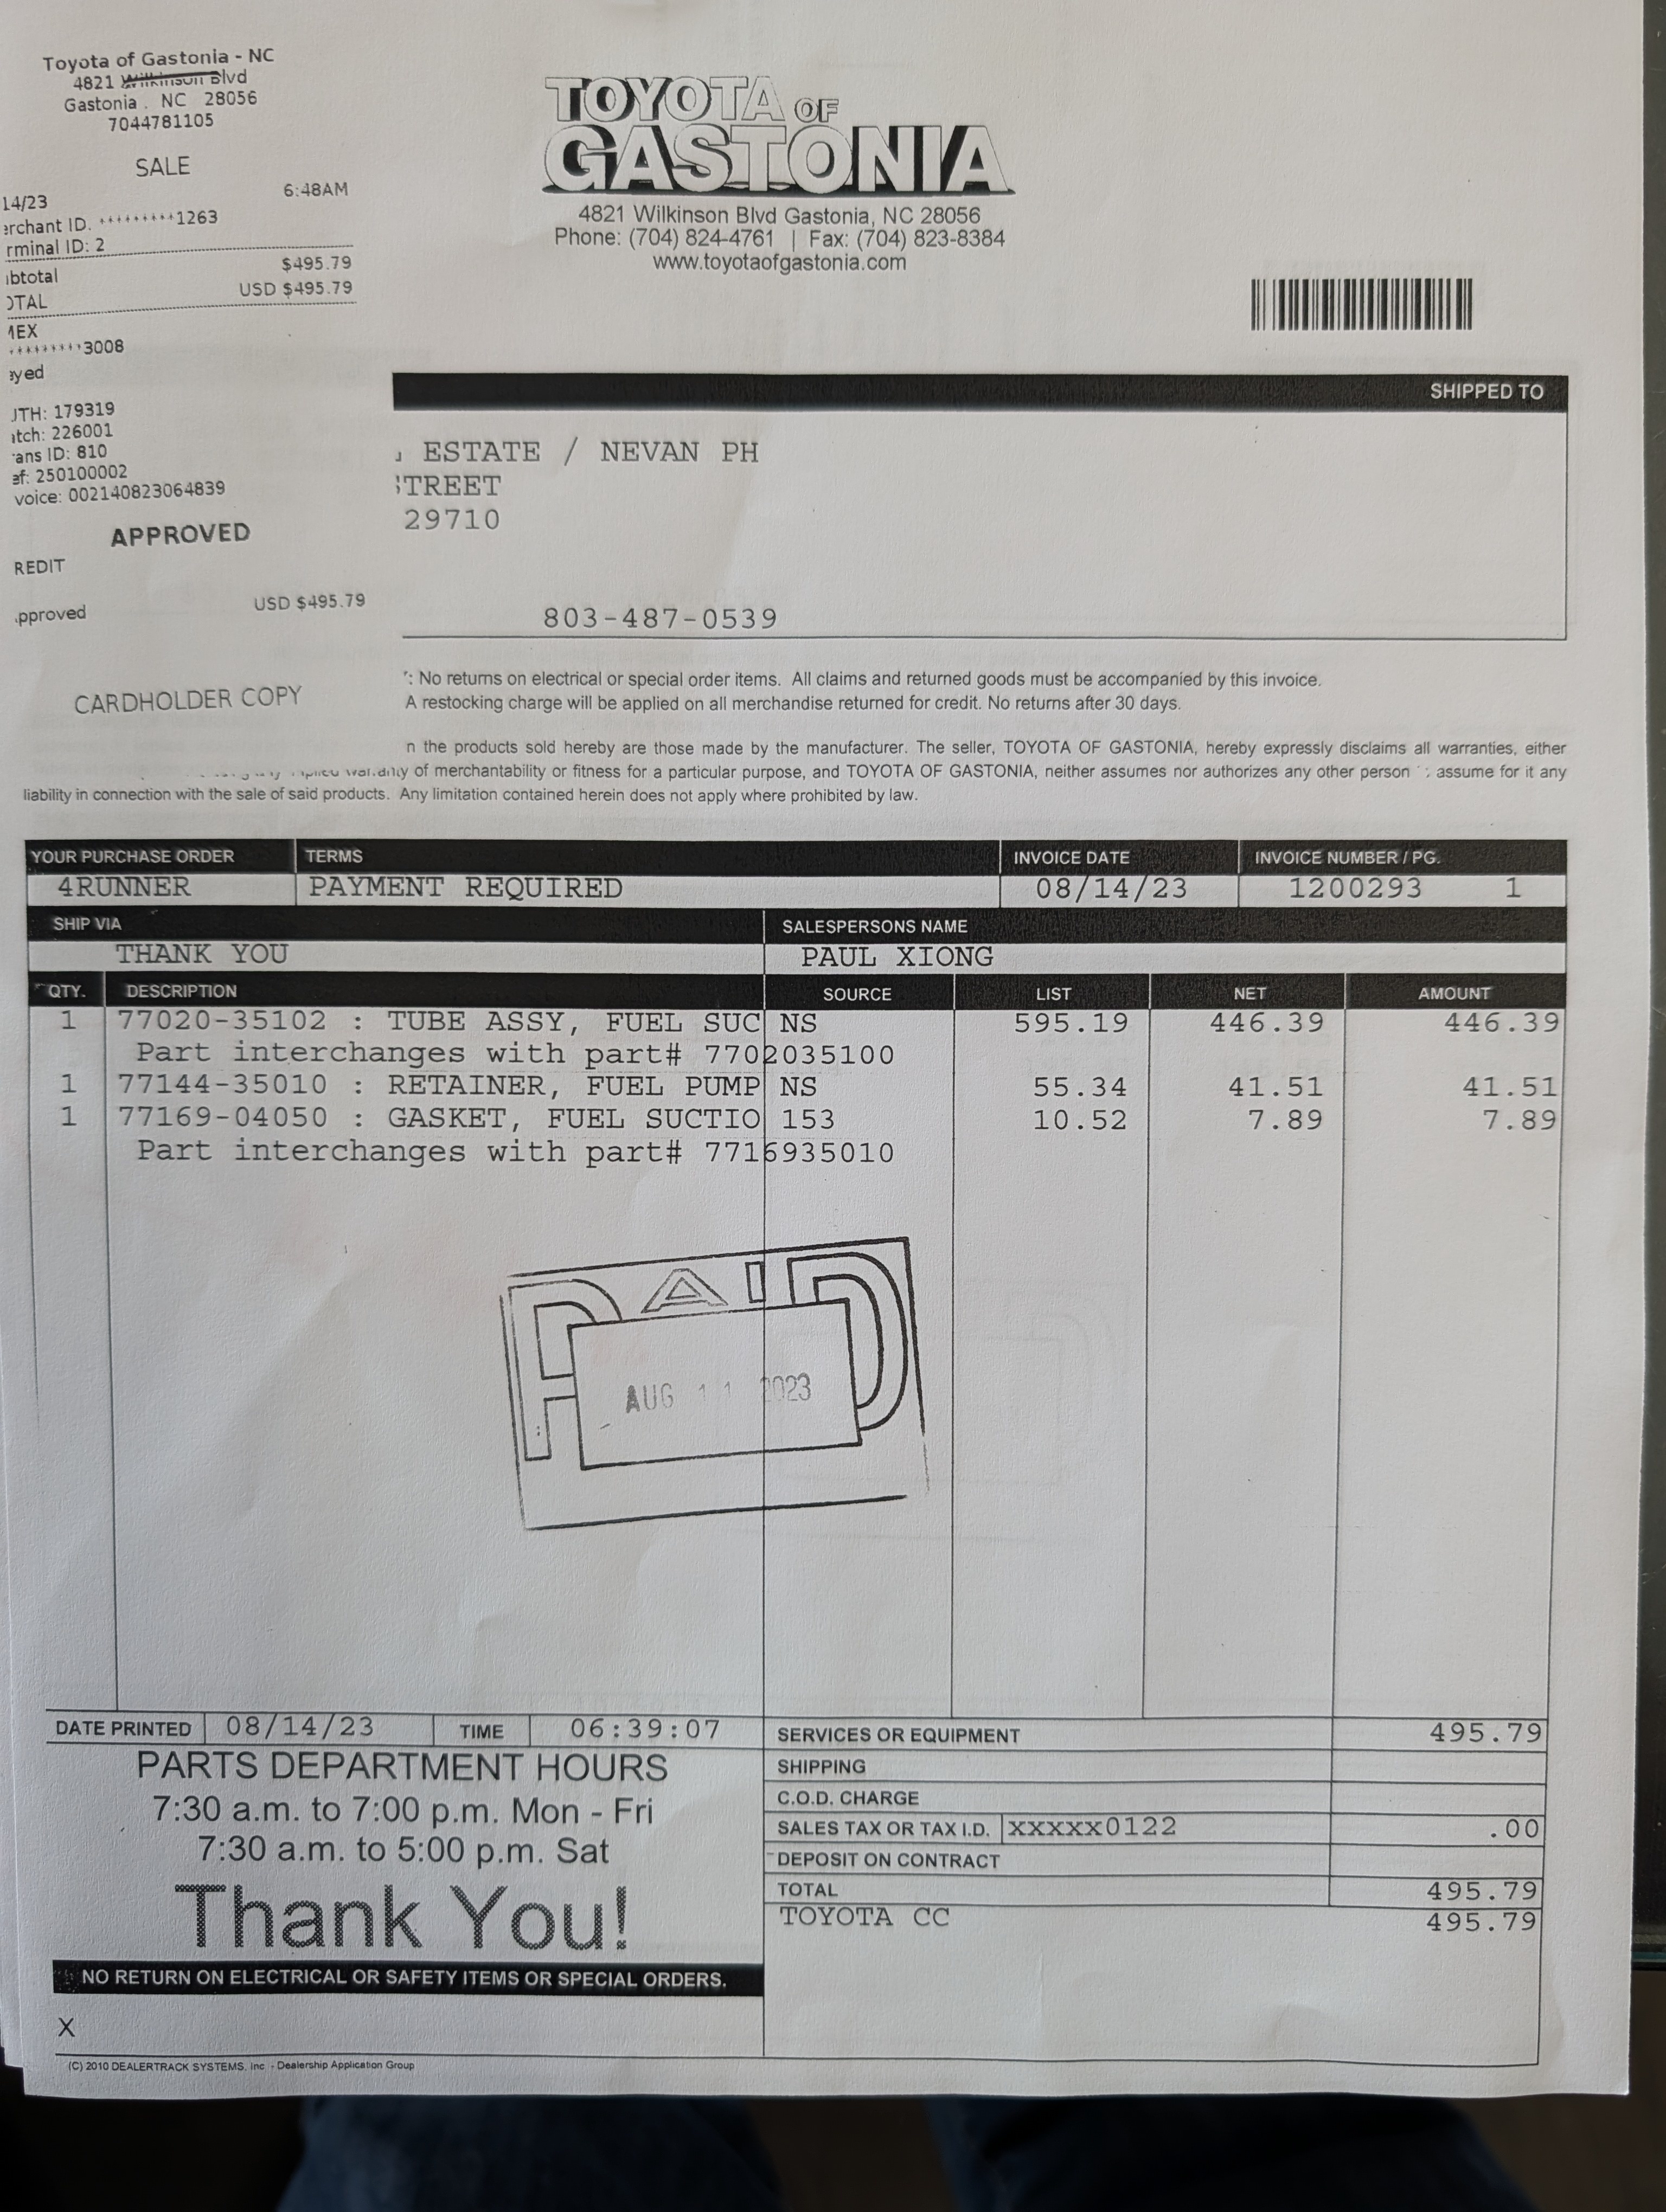 Toyota of Gastonia - NC
4821 Wilkinson Blvd
Gastonia . NC 28056
7044781105
SALE
14/23 6:48AM
erchant ID. *********1263
rminal ID: 2
btotal $495.79
OTAL USD $495.79
MEX
*********3008
yed
UTH: 179319
atch: 226001
ans ID: 810
ef: 250100002
voice: 002140823064839
APPROVED
REDIT
pproved USD $495.79
CARDHOLDER COPY
TOYOTA OF
GASTONIA
4821 Wilkinson Blvd Gastonia, NC 28056
Phone: (704) 824-4761 | Fax: (704) 823-8384
www.toyotaofgastonia.com
SHIPPED TO
ESTATE / NEVAN PH
STREET
29710
803-487-0539
: No returns on electrical or special order items. All claims and returned goods must be accompanied by this invoice.
A restocking charge will be applied on all merchandise returned for credit. No returns after 30 days.
n the products sold hereby are those made by the manufacturer. The seller, TOYOTA OF GASTONIA, hereby expressly disclaims all warranties, either
implied warranty of merchantability or fitness for a particular purpose, and TOYOTA OF GASTONIA, neither assumes nor authorizes any other person assume for it any
liability in connection with the sale of said products. Any limitation contained herein does not apply where prohibited by law.
YOUR PURCHASE ORDER TERMS INVOICE DATE INVOICE NUMBER / PG.
4RUNNER PAYMENT REQUIRED 08/14/23 1200293 1
SHIP VIA SALESPERSONS NAME
THANK YOU PAUL XIONG
QTY. DESCRIPTION SOURCE LIST NET AMOUNT
1 77020-35102 : TUBE ASSY, FUEL SUC NS 595.19 446.39 446.39
Part interchanges with part# 7702035100
1 77144-35010 : RETAINER, FUEL PUMP NS 55.34 41.51 41.51
1 77169-04050 : GASKET, FUEL SUCTIO 153 10.52 7.89 7.89
Part interchanges with part# 7716935010
PAID
AUG 11 2023
DATE PRINTED 08/14/23 TIME 06:39:07
PARTS DEPARTMENT HOURS
7:30 a.m. to 7:00 p.m. Mon - Fri
7:30 a.m. to 5:00 p.m. Sat
Thank You!
NO RETURN ON ELECTRICAL OR SAFETY ITEMS OR SPECIAL ORDERS.
X
(C) 2010 DEALERTRACK SYSTEMS, Inc - Dealership Application Group
SERVICES OR EQUIPMENT 495.79
SHIPPING
C.O.D. CHARGE
SALES TAX OR TAX I.D. XXXXX0122 .00
DEPOSIT ON CONTRACT
TOTAL 495.79
TOYOTA CC 495.79